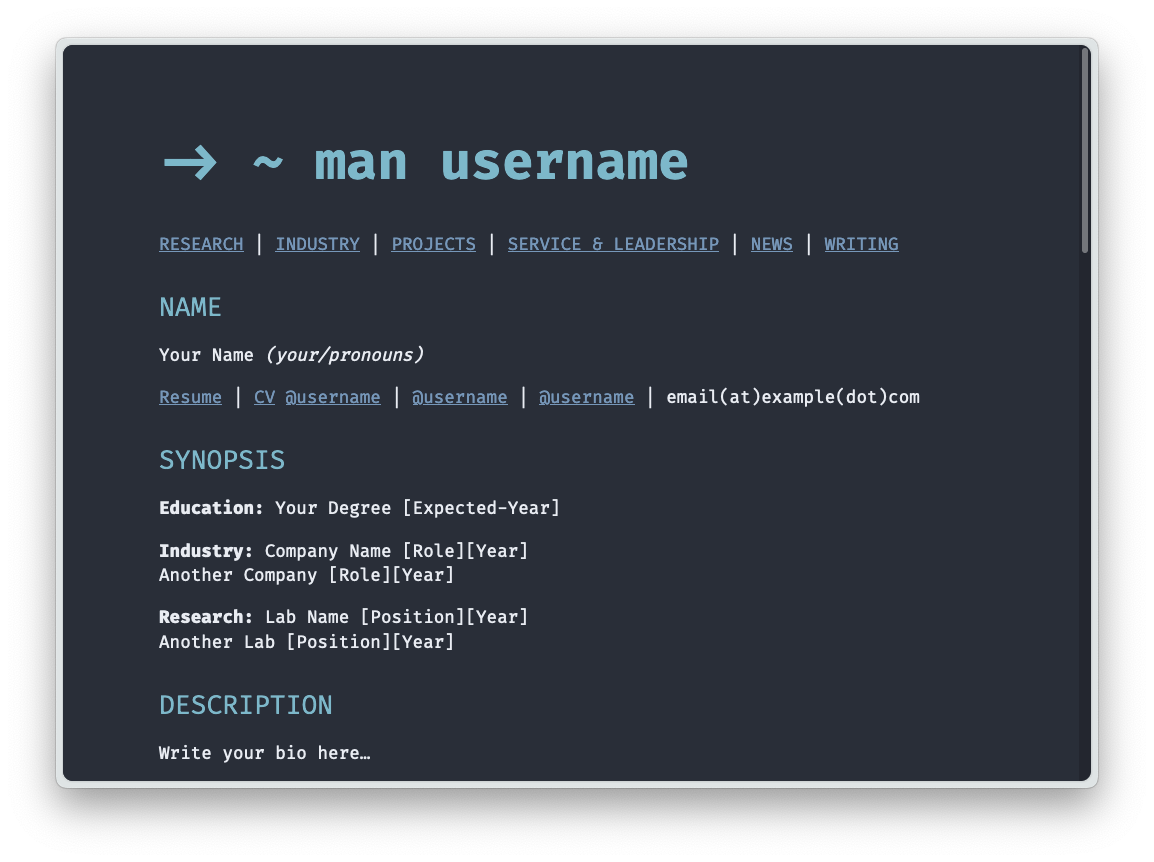 → ~ man username
RESEARCH | INDUSTRY | PROJECTS | SERVICE & LEADERSHIP | NEWS | WRITING
NAME
Your Name (your/pronouns)
Resume | CV @username | @username | @username | email(at)example(dot)com
SYNOPSIS
Education: Your Degree [Expected-Year]
Industry: Company Name [Role][Year]
Another Company [Role][Year]
Research: Lab Name [Position][Year]
Another Lab [Position][Year]
DESCRIPTION
Write your bio here…